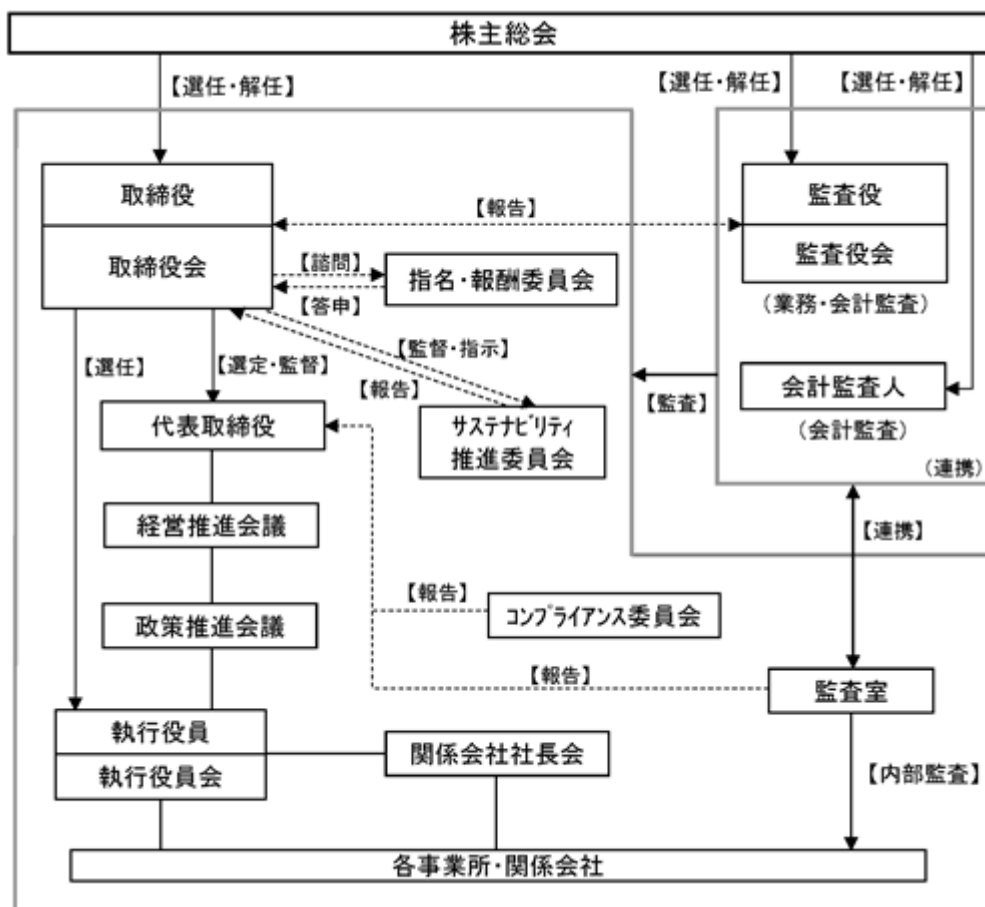 株主総会
【選任・解任】
【選任・解任】
【選任・解任】
取締役
監査役
【報告】
取締役会
監査役会
【諮問】
指名・報酬委員会
【答申】
(業務・会計監査)
【監督・指示】
【選任】
【選定・監督】
【報告】
【監査】
会計監査人
(会計監査)
代表取締役
サステナビリティ
推進委員会
(連携)
経営推進会議
【連携】
【報告】
コンプライアンス委員会
政策推進会議
【報告】
監査室
執行役員
関係会社社長会
執行役員会
【内部監査】
各事業所・関係会社